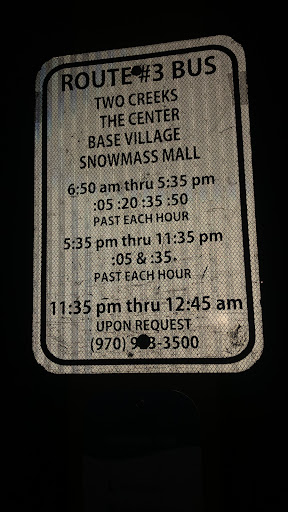 ROUTE #3 BUS
TWO CREEKS
THE CENTER
BASE VILLAGE
SNOWMASS MALL
6:50 am thru 5:35 pm
:05 :20 :35 :50
PAST EACH HOUR
5:35 pm thru 11:35 pm
:05 & :35
PAST EACH HOUR
11:35 pm thru 12:45 am
UPON REQUEST
(970) -3500